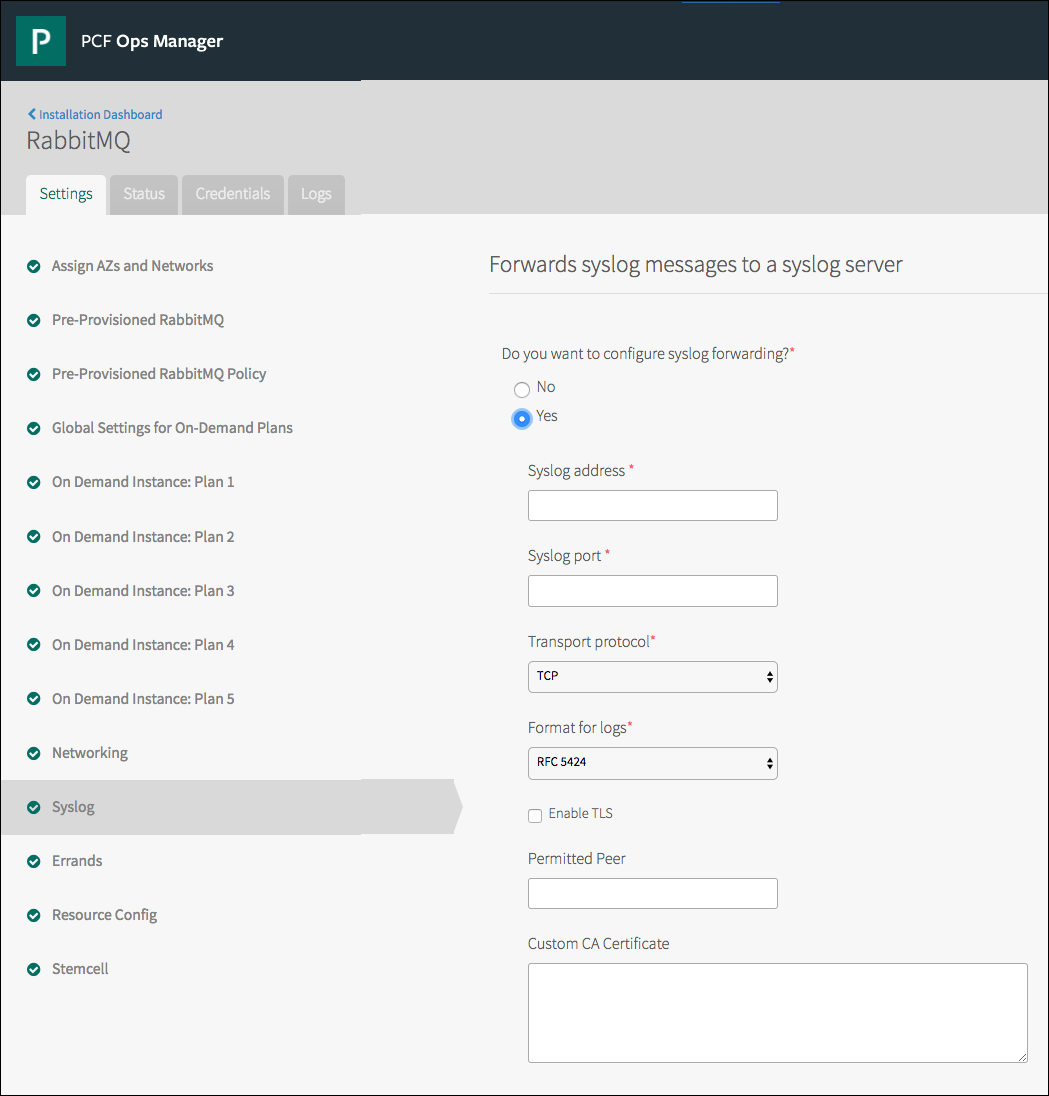 P
PCF Ops Manager
Installation Dashboard
RabbitMQ
Settings
Status
Credentials
Logs
Assign AZs and Networks
Pre-Provisioned RabbitMQ
Pre-Provisioned RabbitMQ Policy
Global Settings for On-Demand Plans
On Demand Instance: Plan 1
On Demand Instance: Plan 2
On Demand Instance: Plan 3
On Demand Instance: Plan 4
On Demand Instance: Plan 5
Networking
Syslog
Errands
Resource Config
Stemcell
Forwards syslog messages to a syslog server
Do you want to configure syslog forwarding?*
No
Yes
Syslog address *
Syslog port *
Transport protocol*
TCP
Format for logs*
RFC 5424
Enable TLS
Permitted Peer
Custom CA Certificate